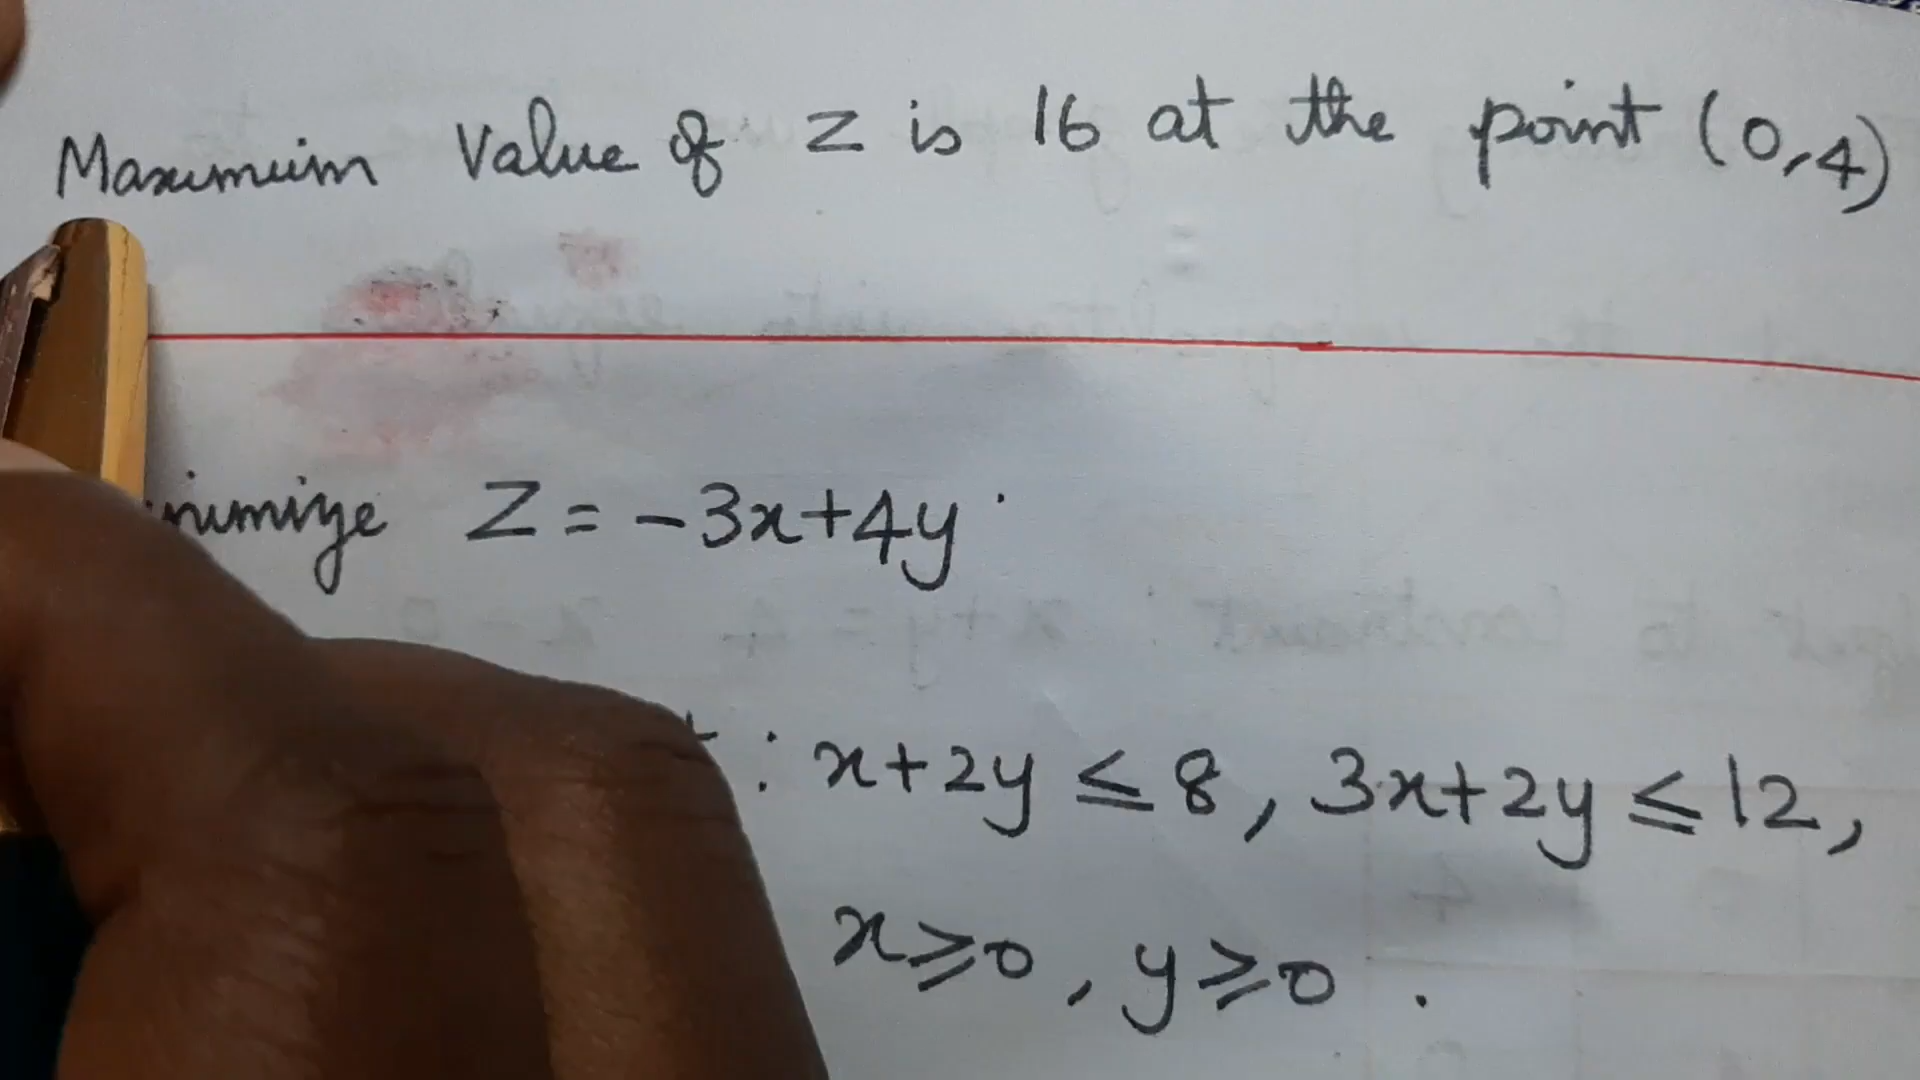 Maximum Value of Z is 16 at the point (0,4)
Z = -3x+4y.
: x+2y ≤ 8, 3x+2y ≤ 12,
x ≥ 0, y ≥ 0.